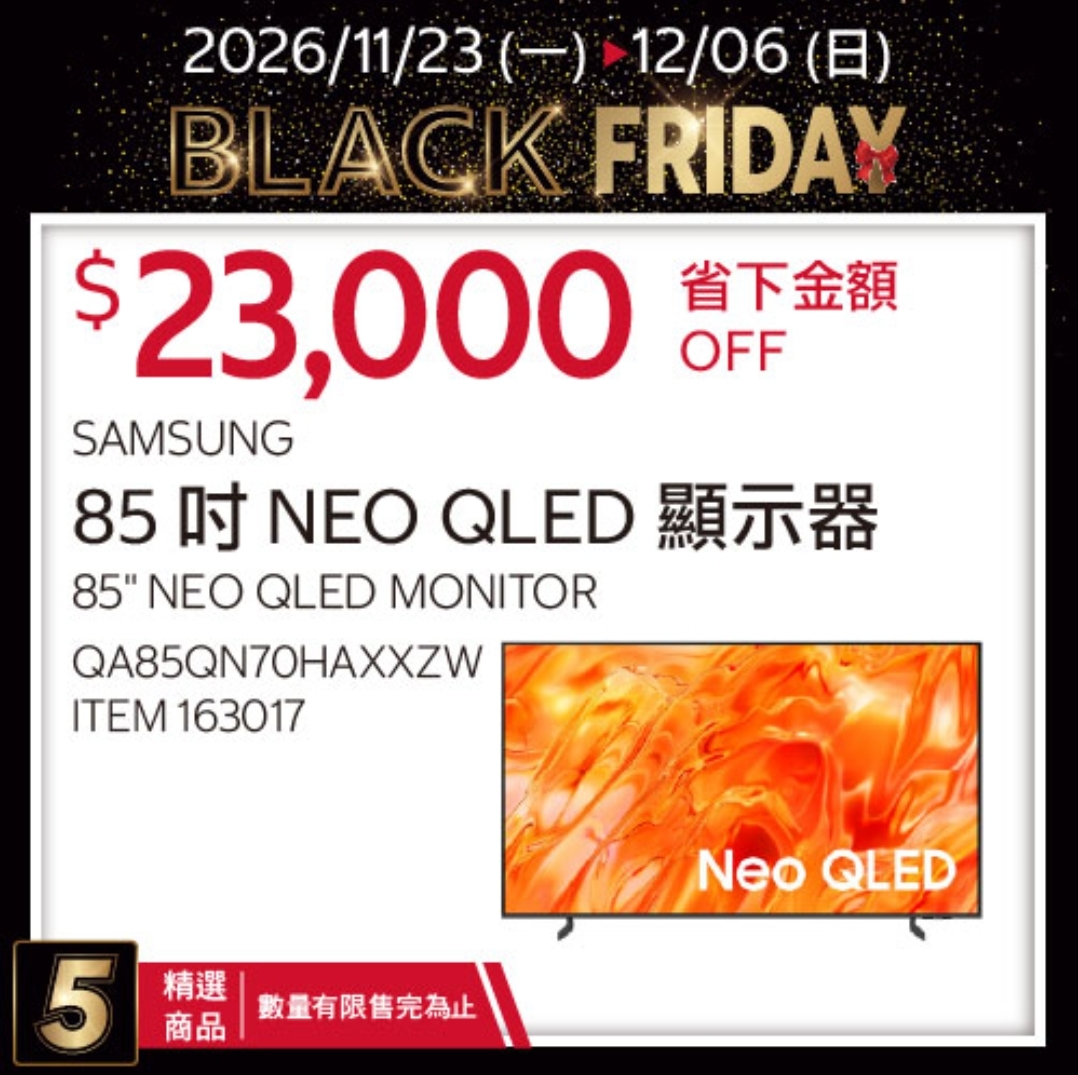 2026/11/23 (一) ▶ 12/06 (日)
BLACK FRIDAY
$23,000 省下金額
OFF
SAMSUNG
85 吋 NEO QLED 顯示器
85" NEO QLED MONITOR
QA85QN70HAXXZW
ITEM 163017
Neo QLED
5
精選
商品
數量有限售完為止